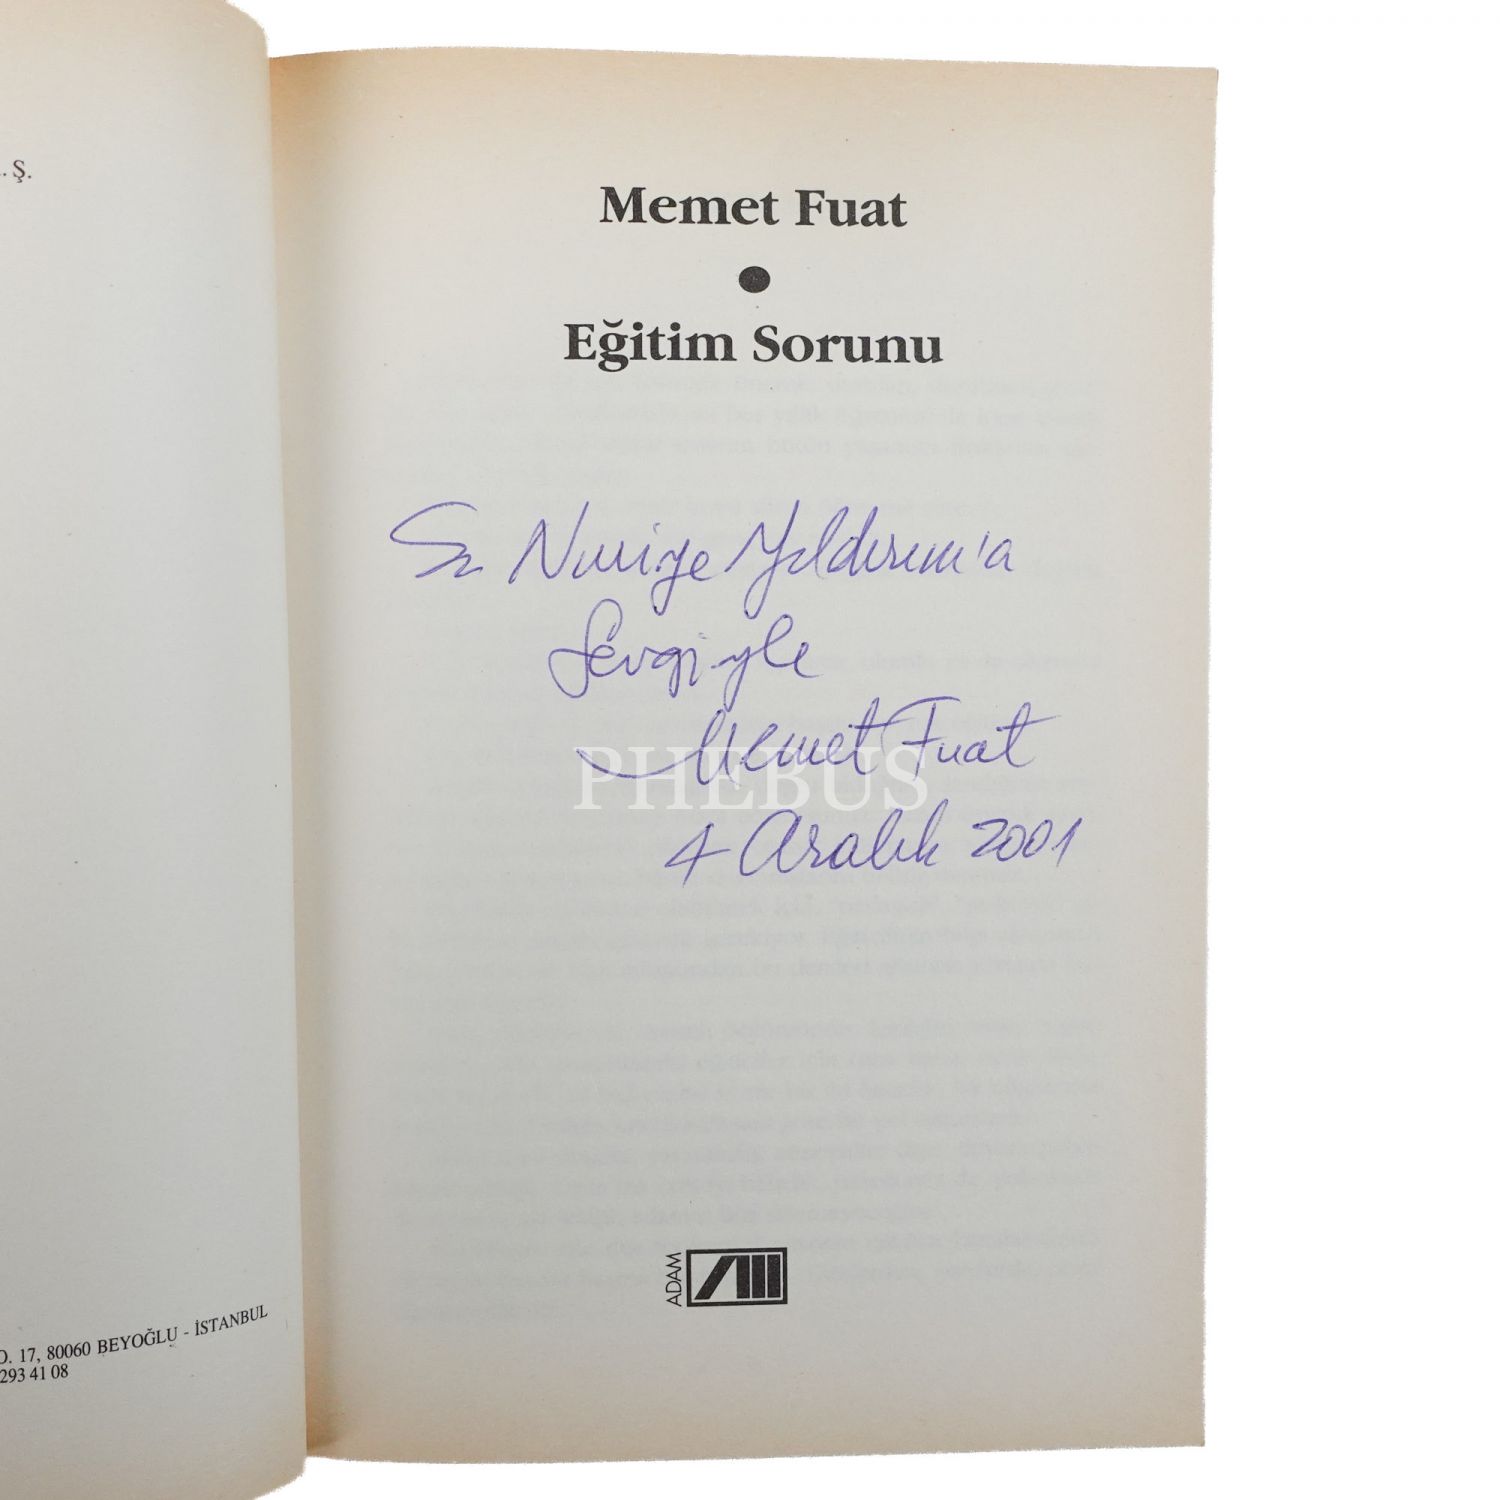 . Ş.
O. 17, 80060 BEYOĞLU - İSTANBUL
293 41 08
Memet Fuat
Eğitim Sorunu
Sn Nuriye Yıldırım'a
Sevgiyle
Memet Fuat
4 Aralık 2001
PHEBUS
ADAM